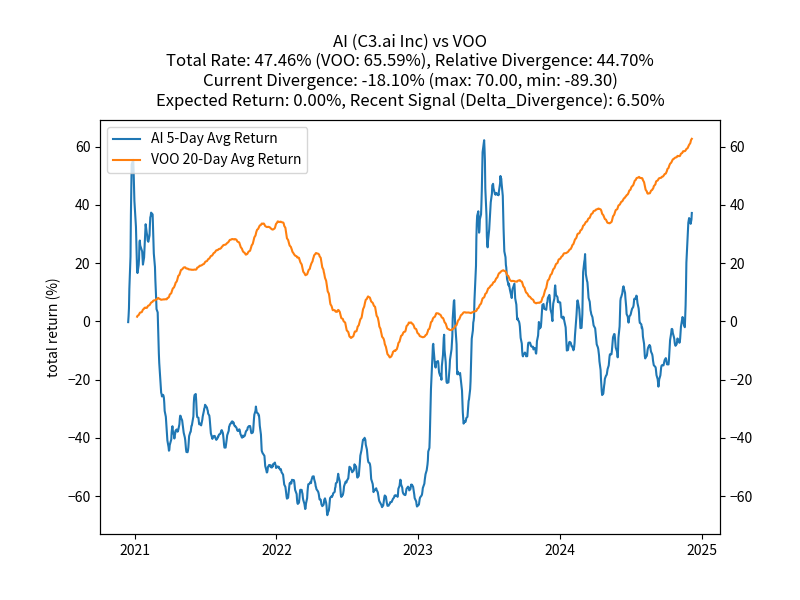 AI (C3.ai Inc) vs VOO
Total Rate: 47.46% (VOO: 65.59%), Relative Divergence: 44.70%
Current Divergence: -18.10% (max: 70.00, min: -89.30)
Expected Return: 0.00%, Recent Signal (Delta_Divergence): 6.50%
AI 5-Day Avg Return
VOO 20-Day Avg Return
total return (%)
60
40
20
0
−20
−40
−60
60
40
20
0
−20
−40
−60
2021
2022
2023
2024
2025